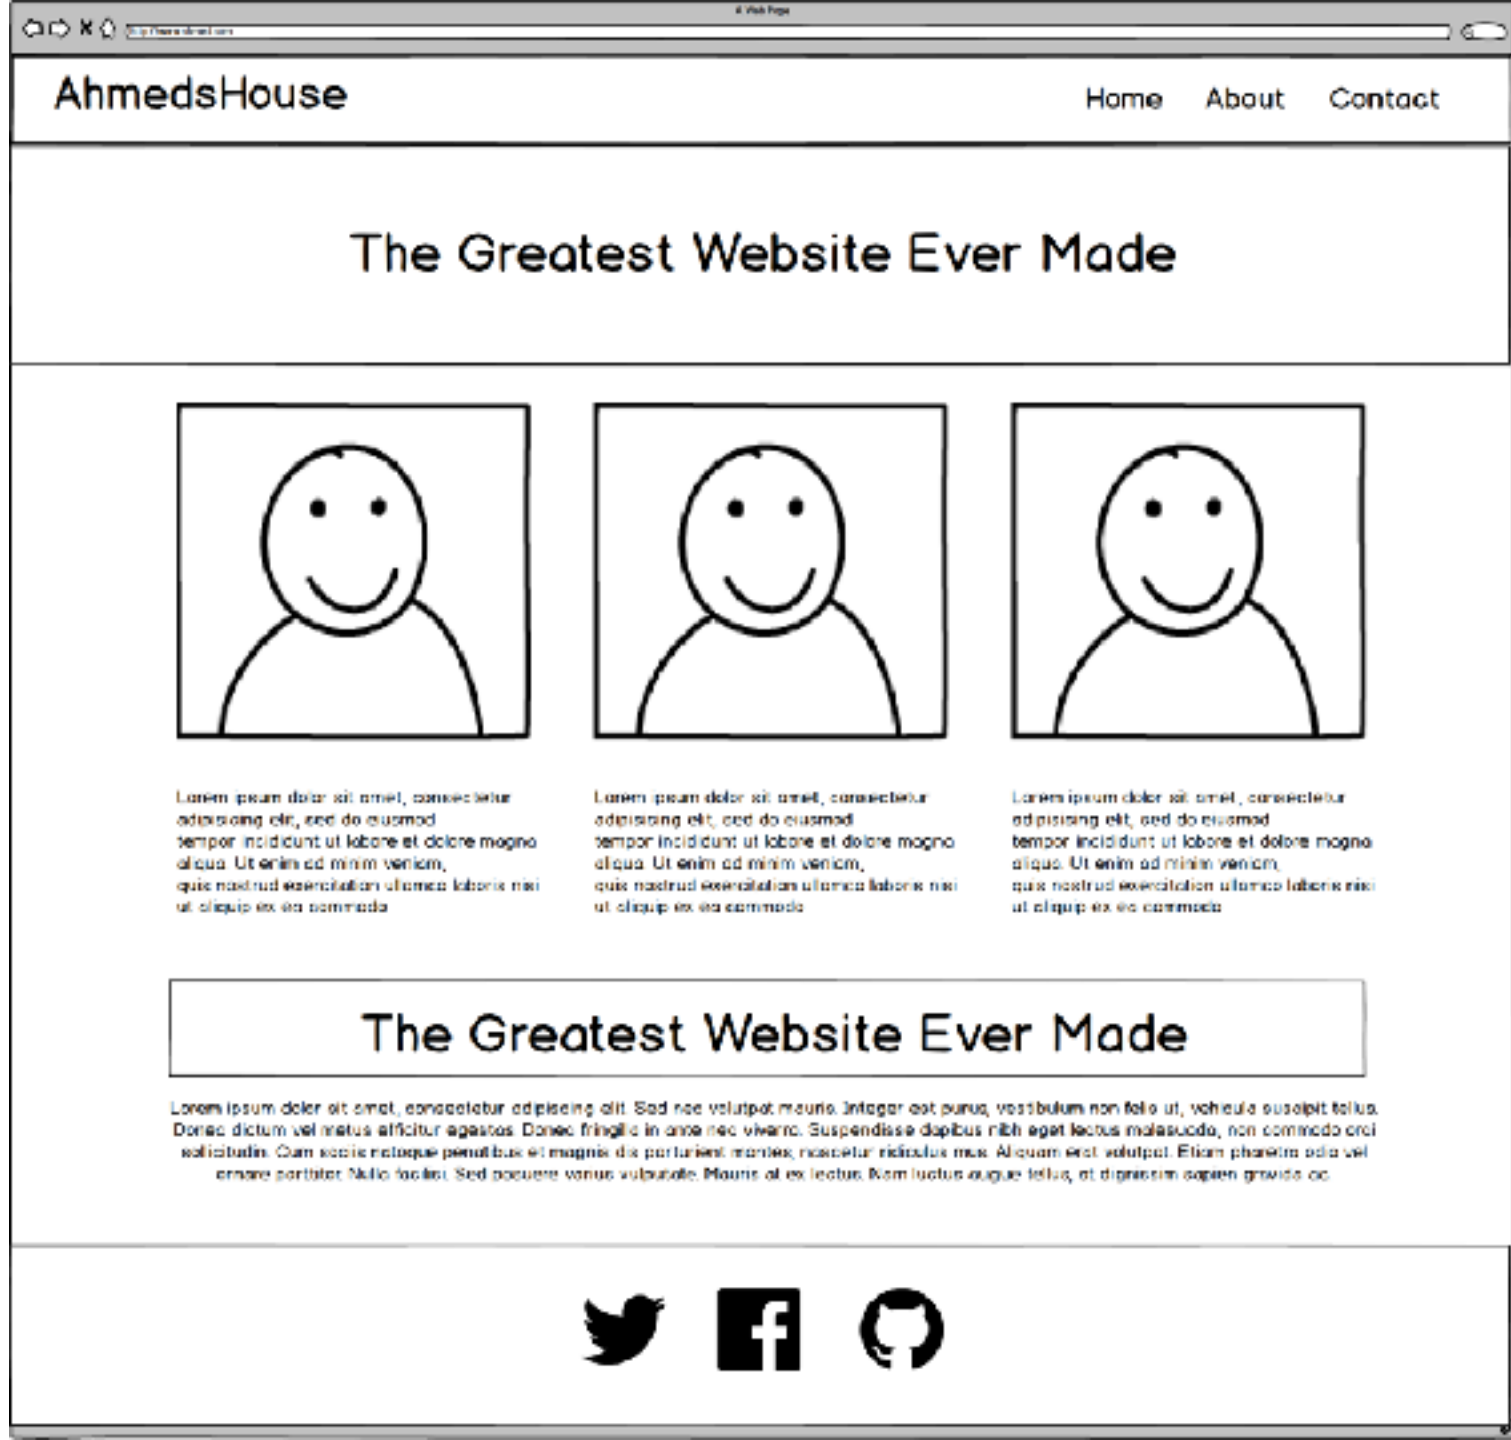 A Web Page
AhmedsHouse
Home About Contact
The Greatest Website Ever Made
Lorem ipsum dolor sit amet, consectetur
adipisicing elit, sed do eiusmod
tempor incididunt ut labore et dolore magna
aliqua. Ut enim ad minim veniam,
quis nostrud exercitation ullamco laboris nisi
ut aliquip ex ea commodo
Lorem ipsum dolor sit amet, consectetur
adipisicing elit, sed do eiusmod
tempor incididunt ut labore et dolore magna
aliqua. Ut enim ad minim veniam,
quis nostrud exercitation ullamco laboris nisi
ut aliquip ex ea commodo
Lorem ipsum dolor sit amet, consectetur
adipisicing elit, sed do eiusmod
tempor incididunt ut labore et dolore magna
aliqua. Ut enim ad minim veniam,
quis nostrud exercitation ullamco laboris nisi
ut aliquip ex ea commodo
The Greatest Website Ever Made
Lorem ipsum dolor sit amet, consectetur adipiscing elit. Sed nec volutpat mauris. Integer est purus, vestibulum non felis ut, vehicula suscipit tellus.
Donec dictum vel metus efficitur egestas. Donec fringilla in ante nec viverra. Suspendisse dapibus nibh eget lectus malesuada, non commodo orci
sollicitudin. Cum sociis natoque penatibus et magnis dis parturient montes, nascetur ridiculus mus. Aliquam erat volutpat. Etiam pharetra odio vel
ornare porttitor. Nulla facilisi. Sed posuere varius vulputate. Mauris at ex lectus. Nam luctus augue tellus, at dignissim sapien gravida ac.